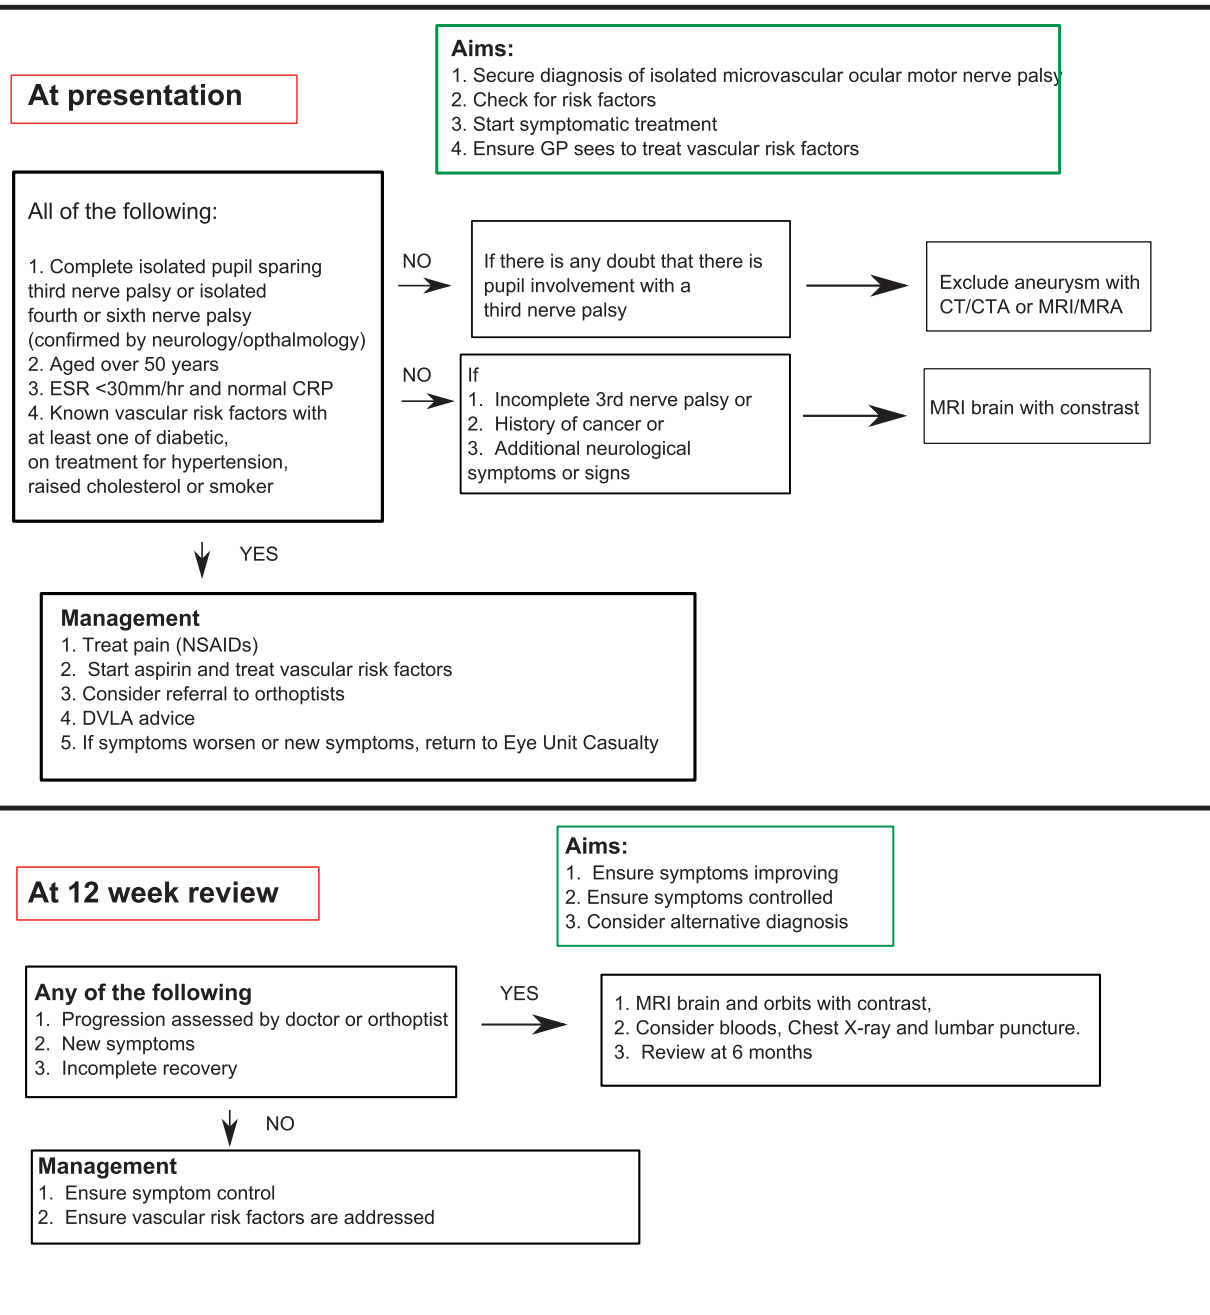 At presentation
Aims:
1. Secure diagnosis of isolated microvascular ocular motor nerve palsy
2. Check for risk factors
3. Start symptomatic treatment
4. Ensure GP sees to treat vascular risk factors
All of the following:
1. Complete isolated pupil sparing
third nerve palsy or isolated
fourth or sixth nerve palsy
(confirmed by neurology/opthalmology)
2. Aged over 50 years
3. ESR <30mm/hr and normal CRP
4. Known vascular risk factors with
at least one of diabetic,
on treatment for hypertension,
raised cholesterol or smoker
NO
If there is any doubt that there is
pupil involvement with a
third nerve palsy
Exclude aneurysm with
CT/CTA or MRI/MRA
NO
If
1. Incomplete 3rd nerve palsy or
2. History of cancer or
3. Additional neurological
symptoms or signs
MRI brain with constrast
YES
Management
1. Treat pain (NSAIDs)
2. Start aspirin and treat vascular risk factors
3. Consider referral to orthoptists
4. DVLA advice
5. If symptoms worsen or new symptoms, return to Eye Unit Casualty
At 12 week review
Aims:
1. Ensure symptoms improving
2. Ensure symptoms controlled
3. Consider alternative diagnosis
Any of the following
1. Progression assessed by doctor or orthoptist
2. New symptoms
3. Incomplete recovery
YES
1. MRI brain and orbits with contrast,
2. Consider bloods, Chest X-ray and lumbar puncture.
3. Review at 6 months
NO
Management
1. Ensure symptom control
2. Ensure vascular risk factors are addressed